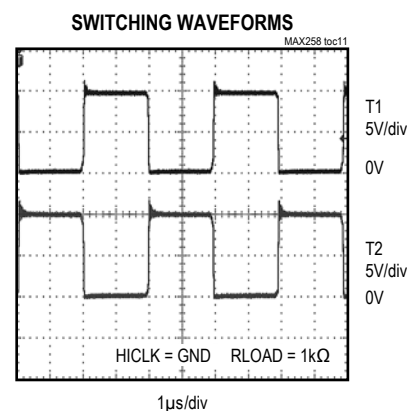 SWITCHING WAVEFORMS
MAX258 toc11
T1
5V/div
0V
T2
5V/div
0V
HICLK = GND RLOAD = 1kΩ
1µs/div